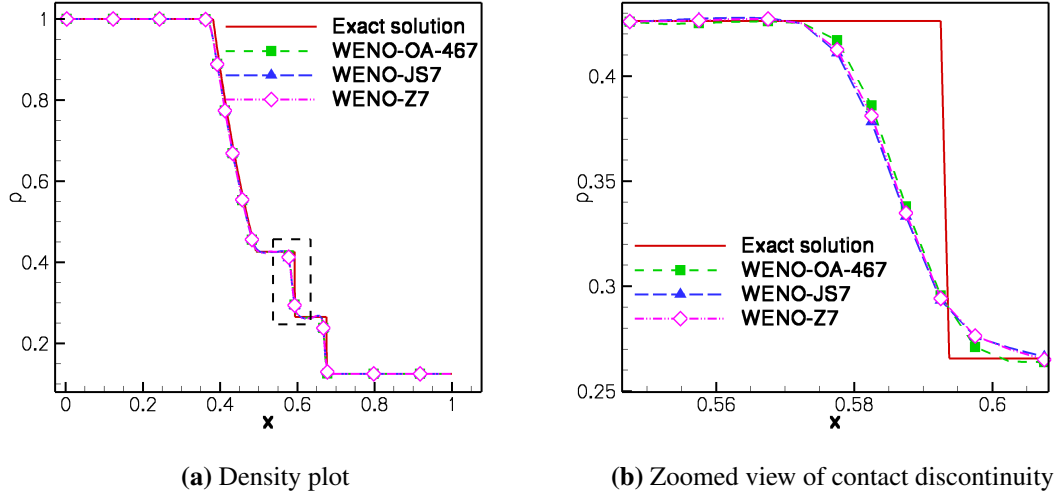 1
0.8
0.6
0.4
0.2
ρ
0
0.2
0.4
0.6
0.8
1
x
Exact solution
WENO-OA-467
WENO-JS7
WENO-Z7
(a) Density plot
0.4
0.35
0.3
0.25
ρ
0.56
0.58
0.6
x
Exact solution
WENO-OA-467
WENO-JS7
WENO-Z7
(b) Zoomed view of contact discontinuity